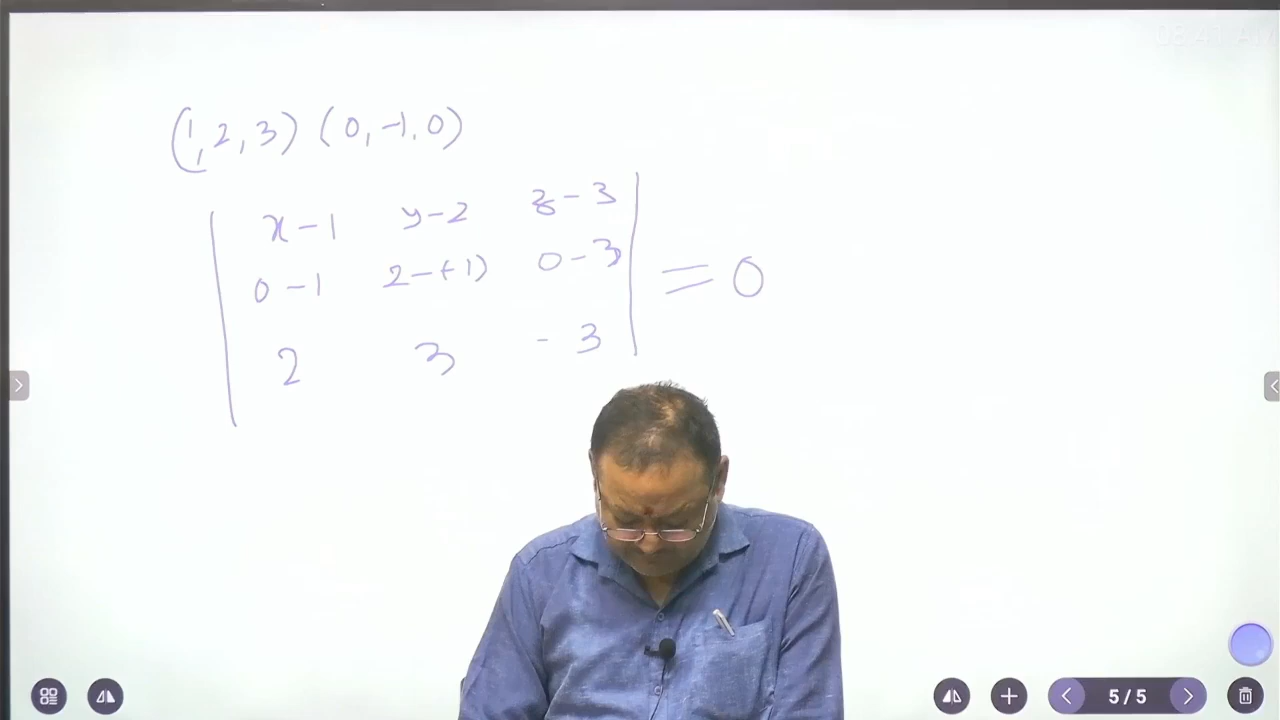 (1, 2, 3) (0, -1, 0)
| x-1 y-2 z-3 |
| 0-1 2-(-1) 0-3 | = 0
| 2 3 -3 |
5/5